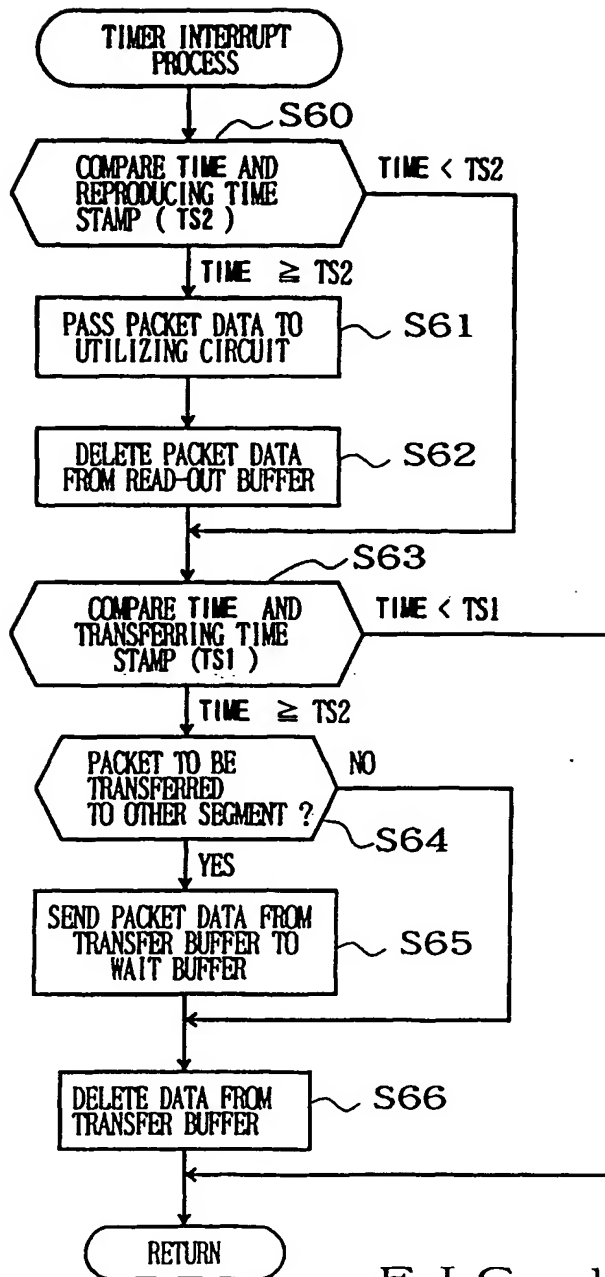 TIMER INTERRUPT
PROCESS
S60
COMPARE TIME AND
REPRODUCING TIME
STAMP ( TS2 )
TIME < TS2
TIME ≧ TS2
PASS PACKET DATA TO
UTILIZING CIRCUIT
S61
DELETE PACKET DATA
FROM READ-OUT BUFFER
S62
S63
COMPARE TIME AND
TRANSFERRING TIME
STAMP (TS1 )
TIME < TS1
TIME ≧ TS2
PACKET TO BE
TRANSFERRED
TO OTHER SEGMENT ?
NO
S64
YES
SEND PACKET DATA FROM
TRANSFER BUFFER TO
WAIT BUFFER
S65
DELETE DATA FROM
TRANSFER BUFFER
S66
RETURN
FIG.